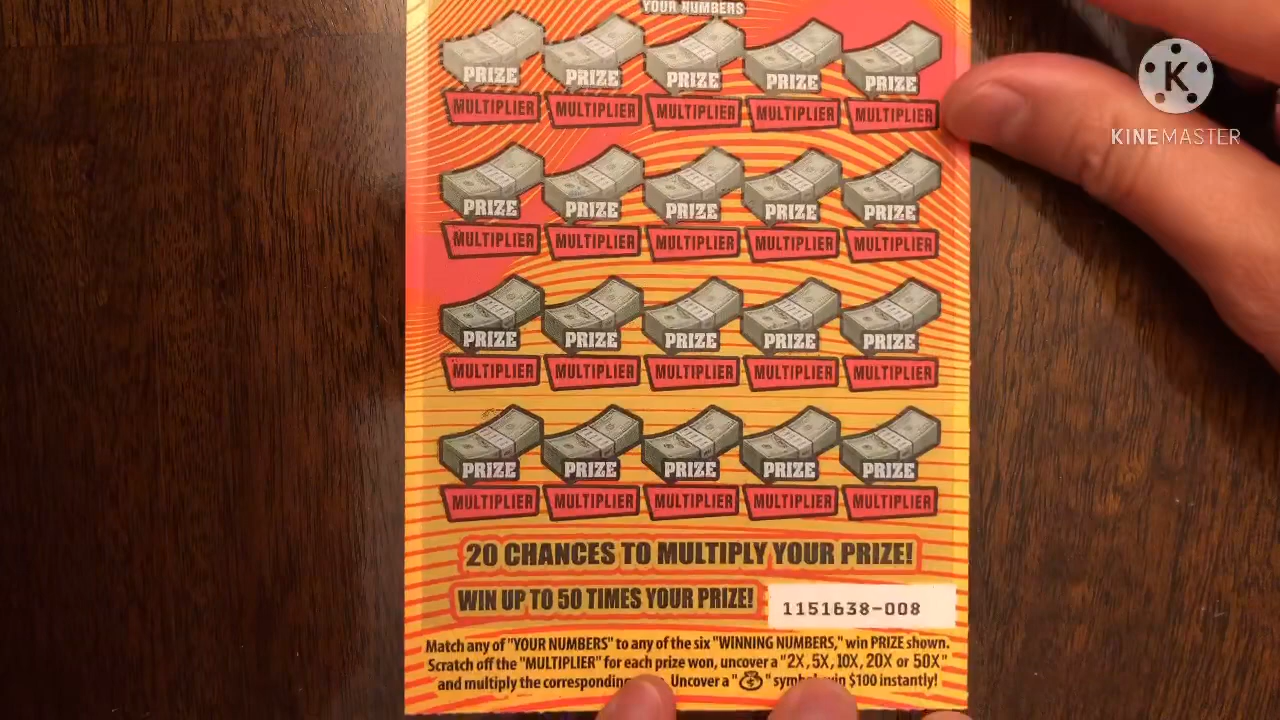 YOUR NUMBERS
PRIZE PRIZE PRIZE PRIZE PRIZE
MULTIPLIER MULTIPLIER MULTIPLIER MULTIPLIER MULTIPLIER
PRIZE PRIZE PRIZE PRIZE PRIZE
MULTIPLIER MULTIPLIER MULTIPLIER MULTIPLIER MULTIPLIER
PRIZE PRIZE PRIZE PRIZE PRIZE
MULTIPLIER MULTIPLIER MULTIPLIER MULTIPLIER MULTIPLIER
PRIZE PRIZE PRIZE PRIZE PRIZE
MULTIPLIER MULTIPLIER MULTIPLIER MULTIPLIER MULTIPLIER
20 CHANCES TO MULTIPLY YOUR PRIZE!
WIN UP TO 50 TIMES YOUR PRIZE!
1151638-008
Match any of "YOUR NUMBERS" to any of the six "WINNING NUMBERS," win PRIZE shown.
Scratch off the "MULTIPLIER" for each prize won, uncover a "2X, 5X, 10X, 20X or 50X"
and multiply the corresponding Uncover a " " $100 instantly!
K
KINEMASTER